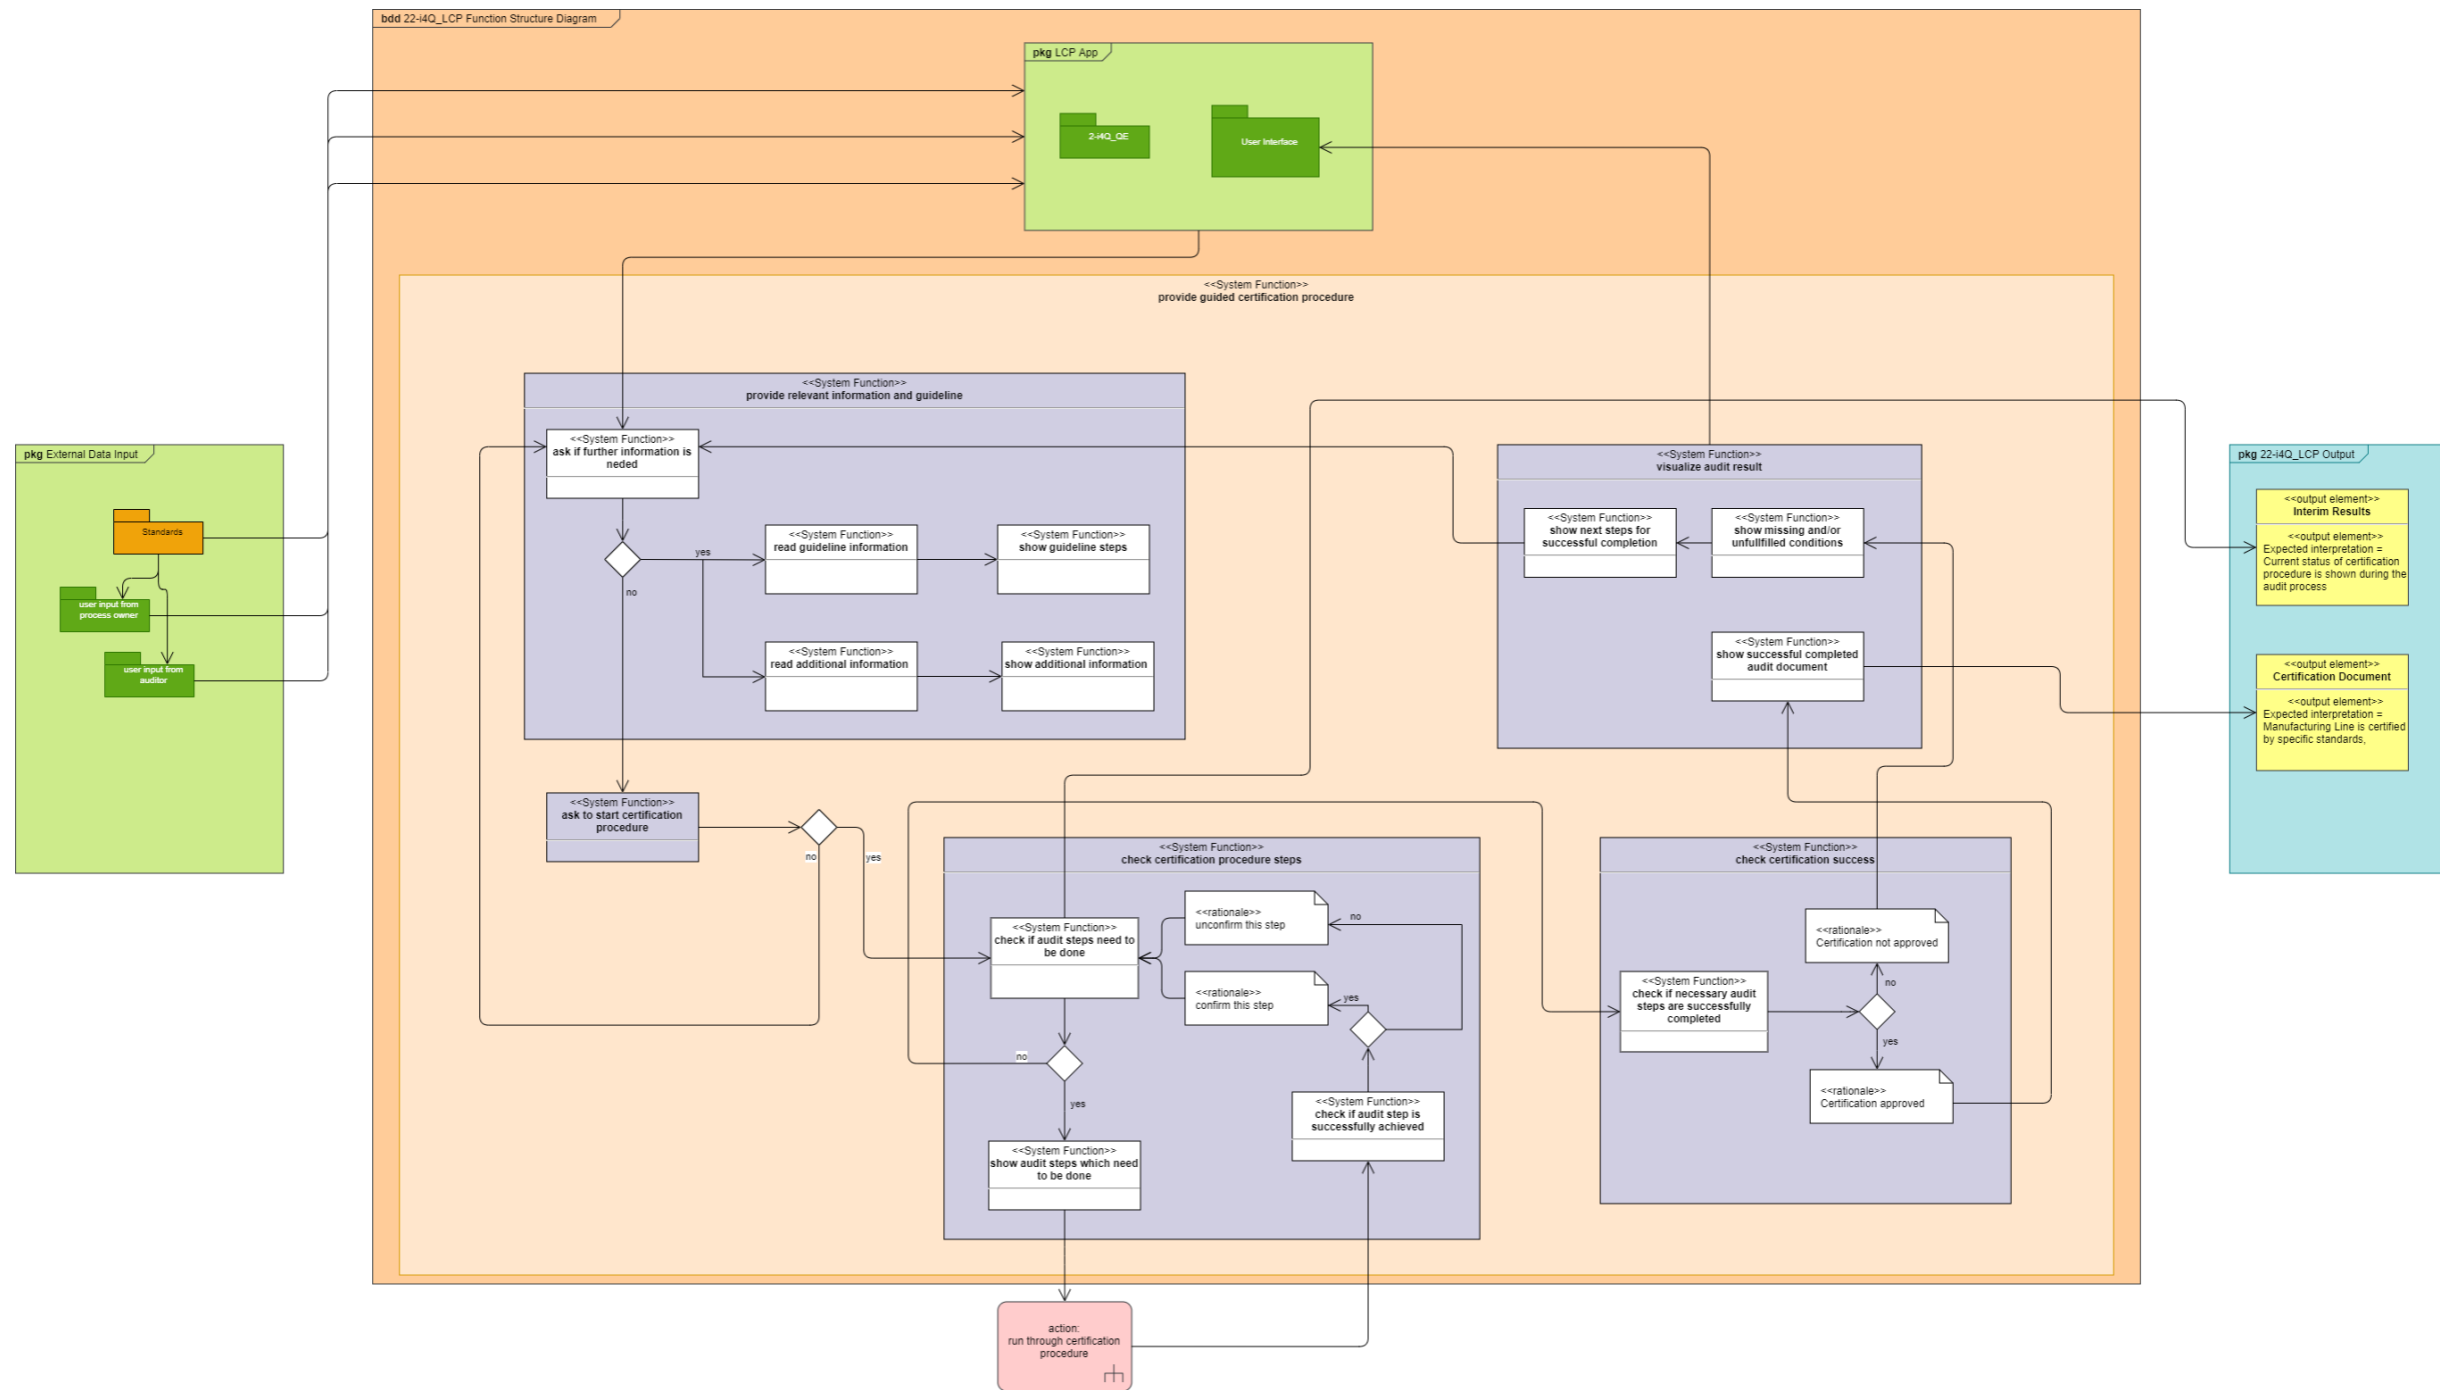 bdd 22-i4Q_LCP Function Structure Diagram
pkg LCP App
2-i4Q_QE
User Interface
<<System Function>>
provide guided certification procedure
pkg External Data Input
Standards
user input from
process owner
user input from
auditor
<<System Function>>
provide relevant information and guideline
<<System Function>>
ask if further information is
neded
yes
no
<<System Function>>
read guideline information
<<System Function>>
show guideline steps
<<System Function>>
read additional information
<<System Function>>
show additional information
<<System Function>>
ask to start certification
procedure
no
yes
<<System Function>>
visualize audit result
<<System Function>>
show next steps for
successful completion
<<System Function>>
show missing and/or
unfullfilled conditions
<<System Function>>
show successful completed
audit document
<<System Function>>
check certification procedure steps
<<System Function>>
check if audit steps need to
be done
<<rationale>>
unconfirm this step
no
<<rationale>>
confirm this step
yes
no
yes
<<System Function>>
show audit steps which need
to be done
<<System Function>>
check if audit step is
successfully achieved
<<System Function>>
check certification success
<<rationale>>
Certification not approved
<<System Function>>
check if necessary audit
steps are successfully
completed
no
yes
<<rationale>>
Certification approved
pkg 22-i4Q_LCP Output
<<output element>>
Interim Results
<<output element>>
Expected interpretation =
Current status of certification
procedure is shown during the
audit process
<<output element>>
Certification Document
<<output element>>
Expected interpretation =
Manufacturing Line is certified
by specific standards,
action:
run through certification
procedure